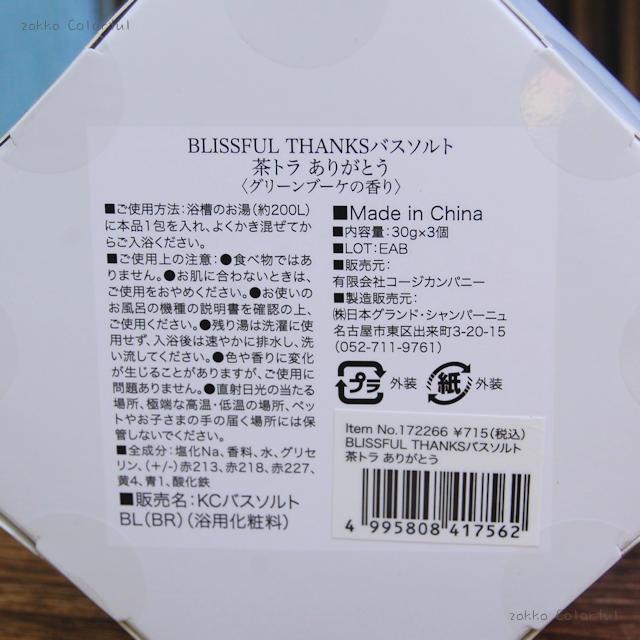 zokko Colorful
BLISSFUL THANKSバスソルト
茶トラ ありがとう
〈グリーンブーケの香り〉
■ご使用方法：浴槽のお湯（約200L）
に本品1包を入れ、よくかき混ぜてか
らご入浴ください。
■ご使用上の注意：●食べ物ではあ
りません。●お肌に合わないときは、
ご使用をおやめください。●お使いの
お風呂の機種の説明書を確認の上、
ご使用ください。●残り湯は洗濯に使
用せず、入浴後は速やかに排水し、洗
い流してください。●色や香りに変化
が生じることがありますが、ご使用に
問題ありません。●直射日光の当たる
場所、極端な高温・低温の場所、ペッ
トやお子さまの手の届く場所には保
管しないでください。
■全成分：塩化Na、香料、水、グリセ
リン、（+/-）赤213、赤218、赤227、
黄4、青1、酸化鉄
■販売名：KCバスソルト
BL（BR）（浴用化粧料）
■Made in China
■内容量：30g×3個
■LOT：EAB
■販売元：
有限会社コージカンパニー
■製造販売元：
㈱日本グランド・シャンパーニュ
名古屋市東区出来町3-20-15
（052-711-9761）
プラ 外装 紙 外装
Item No.172266 ¥715（税込）
BLISSFUL THANKSバスソルト
茶トラ ありがとう
4 995808 417562
zokko Colorful